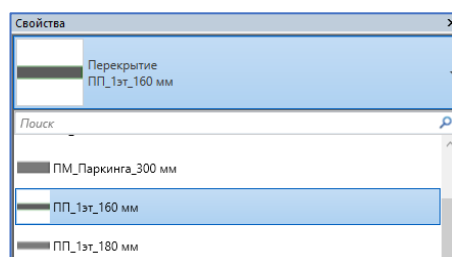 Свойства
Перекрытие
ПП_1эт_160 мм
Поиск
ПМ_Паркинга_300 мм
ПП_1эт_160 мм
ПП_1эт_180 мм